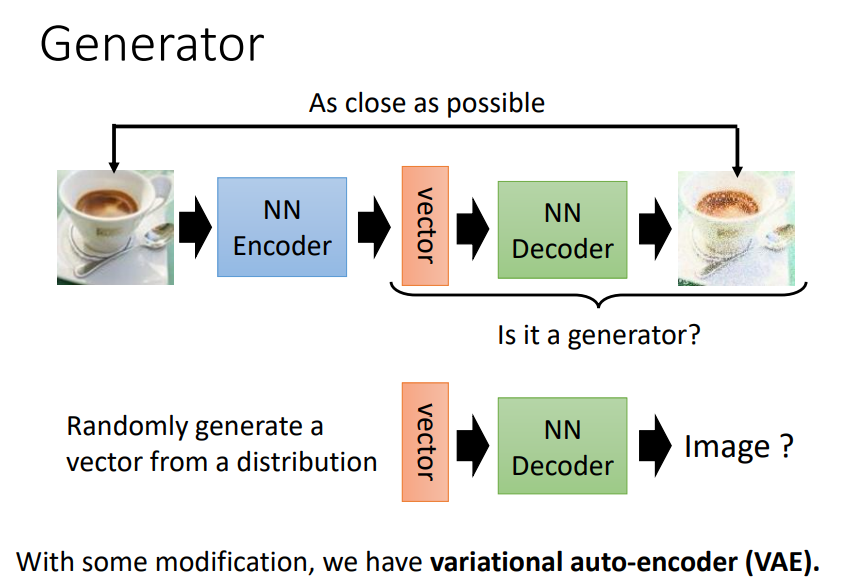 Generator
As close as possible
NN
Encoder
vector
NN
Decoder
Is it a generator?
Randomly generate a
vector from a distribution
vector
NN
Decoder
Image ?
With some modification, we have variational auto-encoder (VAE).